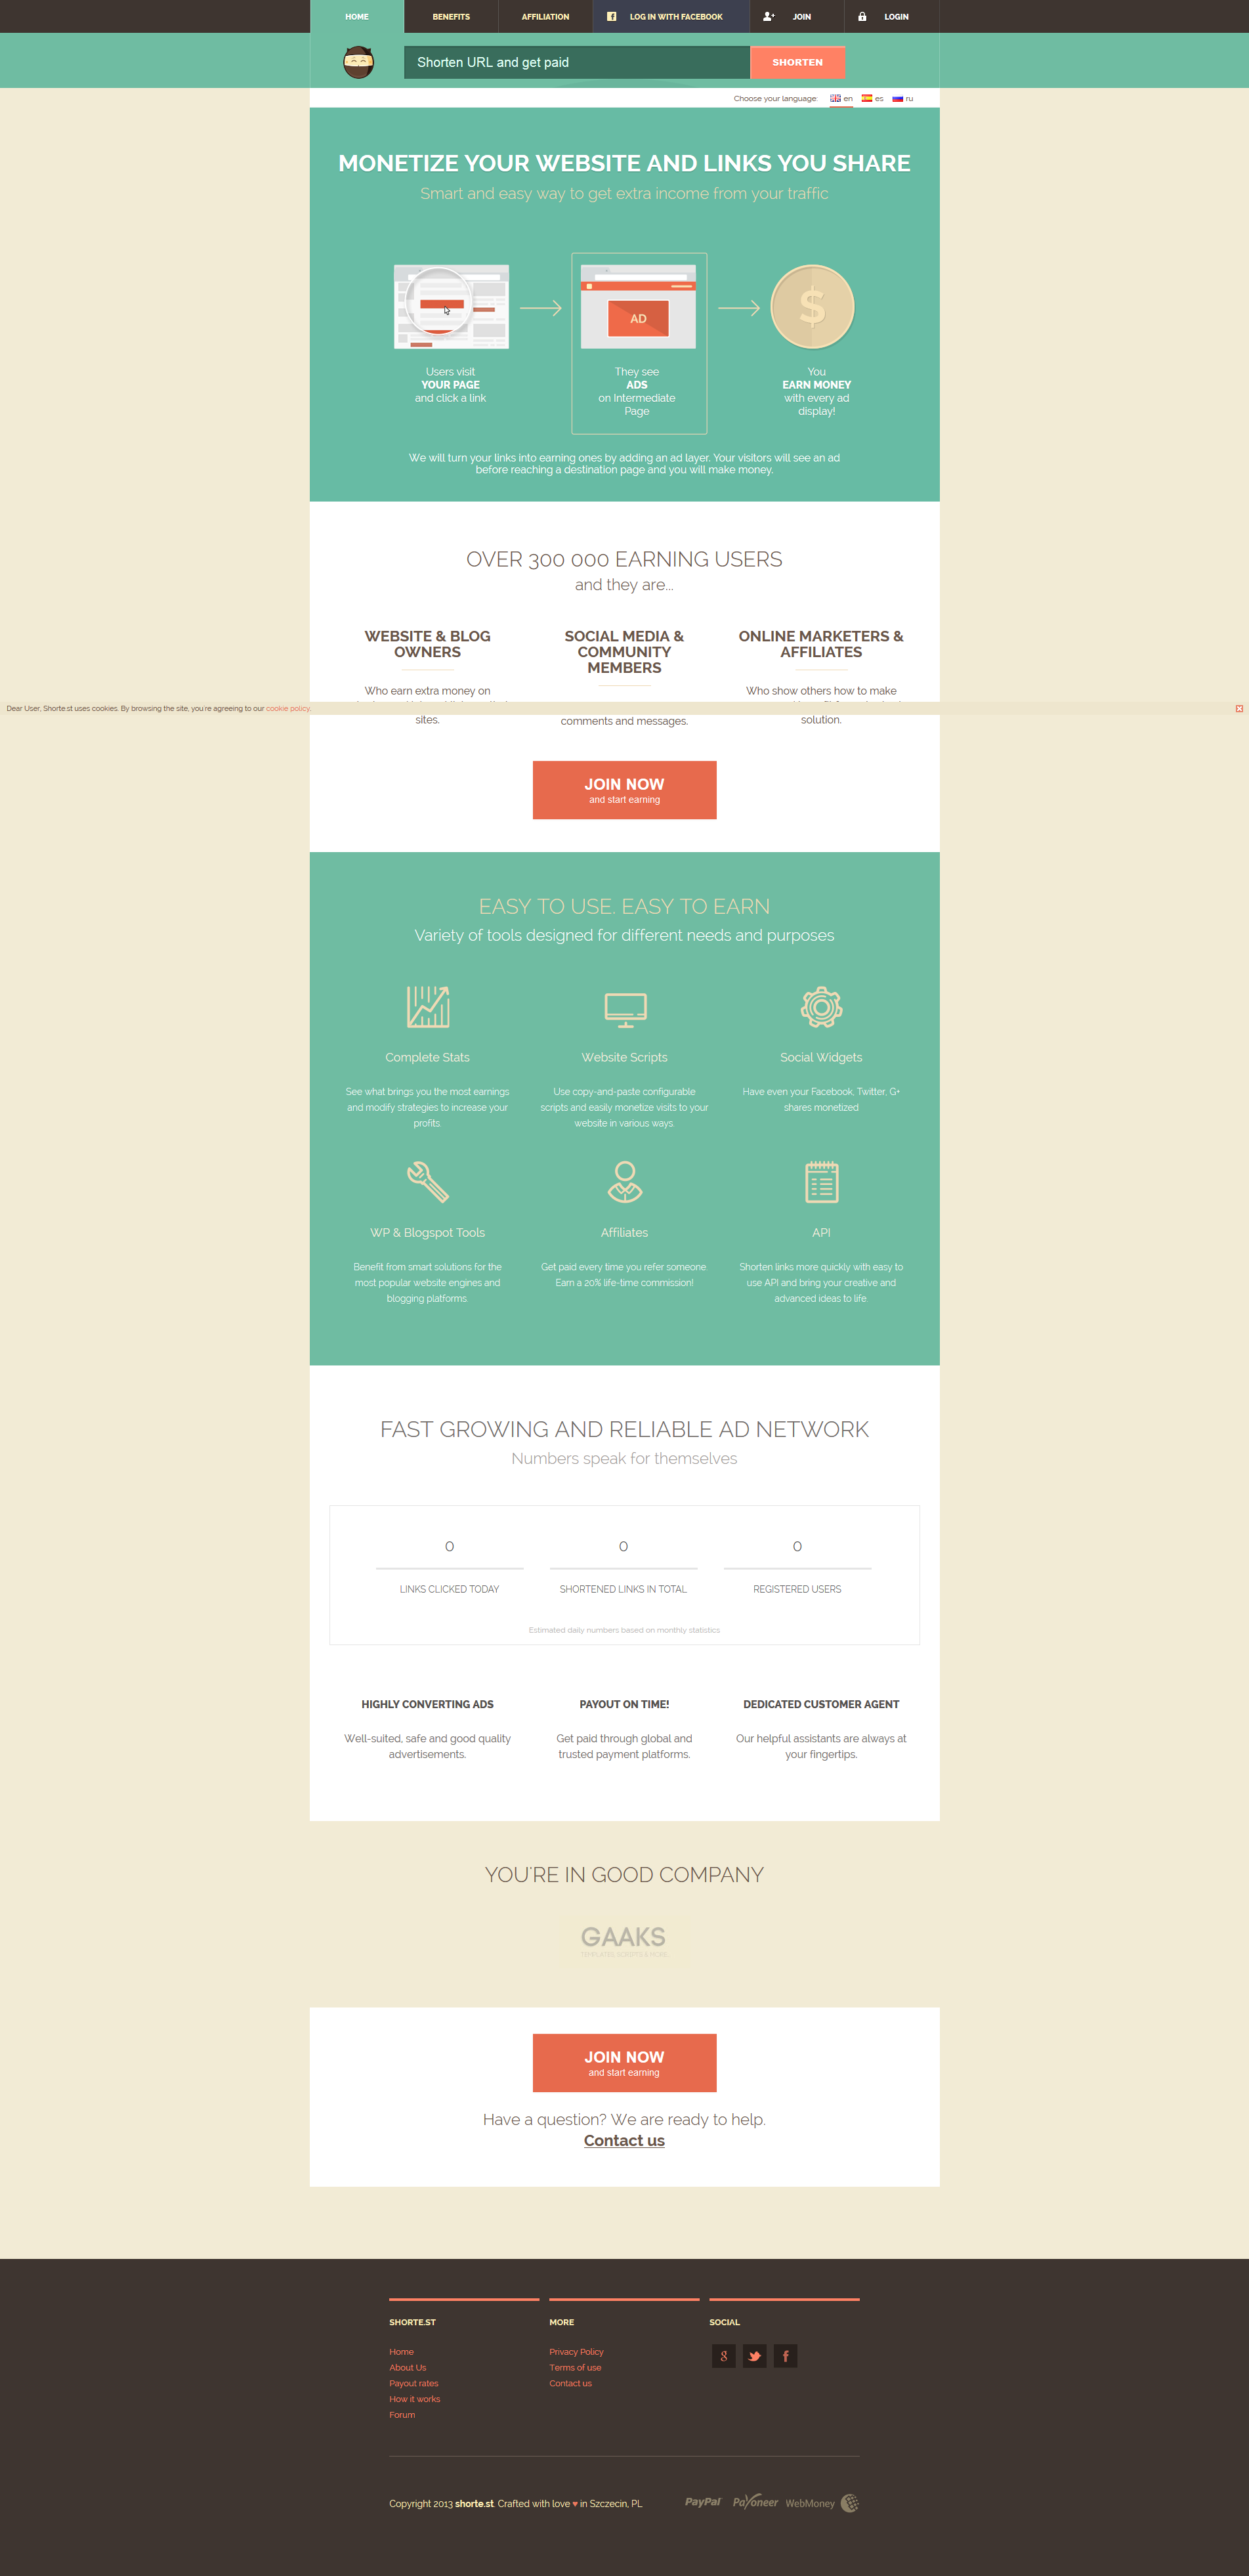 HOME
BENEFITS
AFFILIATION
LOG IN WITH FACEBOOK
JOIN
LOGIN
Shorten URL and get paid
SHORTEN
Choose your language:
en
es
ru
MONETIZE YOUR WEBSITE AND LINKS YOU SHARE
Smart and easy way to get extra income from your traffic
AD
$
Users visit
YOUR PAGE
and click a link
They see
ADS
on Intermediate
Page
You
EARN MONEY
with every ad
display!
We will turn your links into earning ones by adding an ad layer. Your visitors will see an ad
before reaching a destination page and you will make money.
OVER 300 000 EARNING USERS
and they are...
WEBSITE & BLOG
OWNERS
Who earn extra money on
sites.
SOCIAL MEDIA &
COMMUNITY
MEMBERS
comments and messages.
ONLINE MARKETERS &
AFFILIATES
Who show others how to make
solution.
Dear User, Shorte.st uses cookies. By browsing the site, you're agreeing to our cookie policy.
JOIN NOW
and start earning
EASY TO USE. EASY TO EARN
Variety of tools designed for different needs and purposes
Complete Stats
See what brings you the most earnings
and modify strategies to increase your
profits.
Website Scripts
Use copy-and-paste configurable
scripts and easily monetize visits to your
website in various ways.
Social Widgets
Have even your Facebook, Twitter, G+
shares monetized
WP & Blogspot Tools
Benefit from smart solutions for the
most popular website engines and
blogging platforms.
Affiliates
Get paid every time you refer someone.
Earn a 20% life-time commission!
API
Shorten links more quickly with easy to
use API and bring your creative and
advanced ideas to life.
FAST GROWING AND RELIABLE AD NETWORK
Numbers speak for themselves
0
LINKS CLICKED TODAY
0
SHORTENED LINKS IN TOTAL
0
REGISTERED USERS
Estimated daily numbers based on monthly statistics
HIGHLY CONVERTING ADS
Well-suited, safe and good quality
advertisements.
PAYOUT ON TIME!
Get paid through global and
trusted payment platforms.
DEDICATED CUSTOMER AGENT
Our helpful assistants are always at
your fingertips.
YOU'RE IN GOOD COMPANY
GAAKS
TEMPLATES SCRIPTS & MORE
JOIN NOW
and start earning
Have a question? We are ready to help.
Contact us
SHORTE.ST
Home
About Us
Payout rates
How it works
Forum
MORE
Privacy Policy
Terms of use
Contact us
SOCIAL
Copyright 2013 shorte.st. Crafted with love ♥ in Szczecin, PL
PayPal
Payoneer
WebMoney